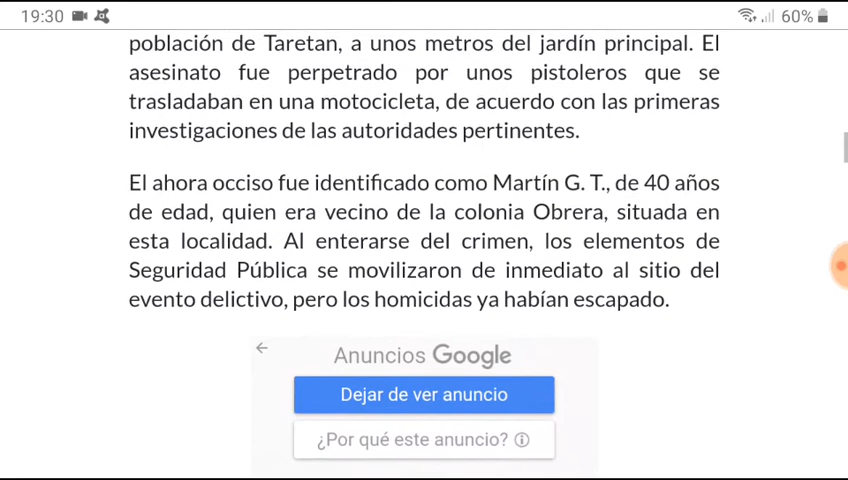 19:30 60%
población de Taretan, a unos metros del jardín principal. El
asesinato fue perpetrado por unos pistoleros que se
trasladaban en una motocicleta, de acuerdo con las primeras
investigaciones de las autoridades pertinentes.
El ahora occiso fue identificado como Martín G. T., de 40 años
de edad, quien era vecino de la colonia Obrera, situada en
esta localidad. Al enterarse del crimen, los elementos de
Seguridad Pública se movilizaron de inmediato al sitio del
evento delictivo, pero los homicidas ya habían escapado.
Anuncios Google
Dejar de ver anuncio
¿Por qué este anuncio?